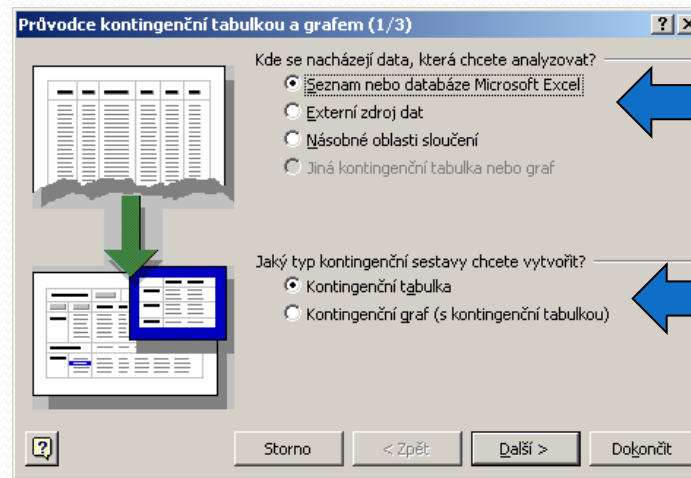 Průvodce kontingenční tabulkou a grafem (1/3)
Kde se nacházejí data, která chcete analyzovat?
Seznam nebo databáze Microsoft Excel
Externí zdroj dat
Násobné oblasti sloučení
Jiná kontingenční tabulka nebo graf
Jaký typ kontingenční sestavy chcete vytvořit?
Kontingenční tabulka
Kontingenční graf (s kontingenční tabulkou)
Storno
< Zpět
Další >
Dokončit